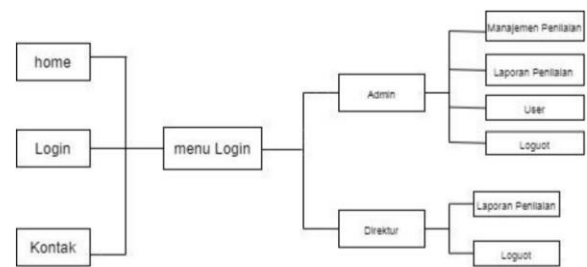 home
Login
Kontak
menu Login
Admin
Direktur
Manajemen Penilaian
Laporan Penilaian
User
Loguot
Laporan Penilaian
Loguot